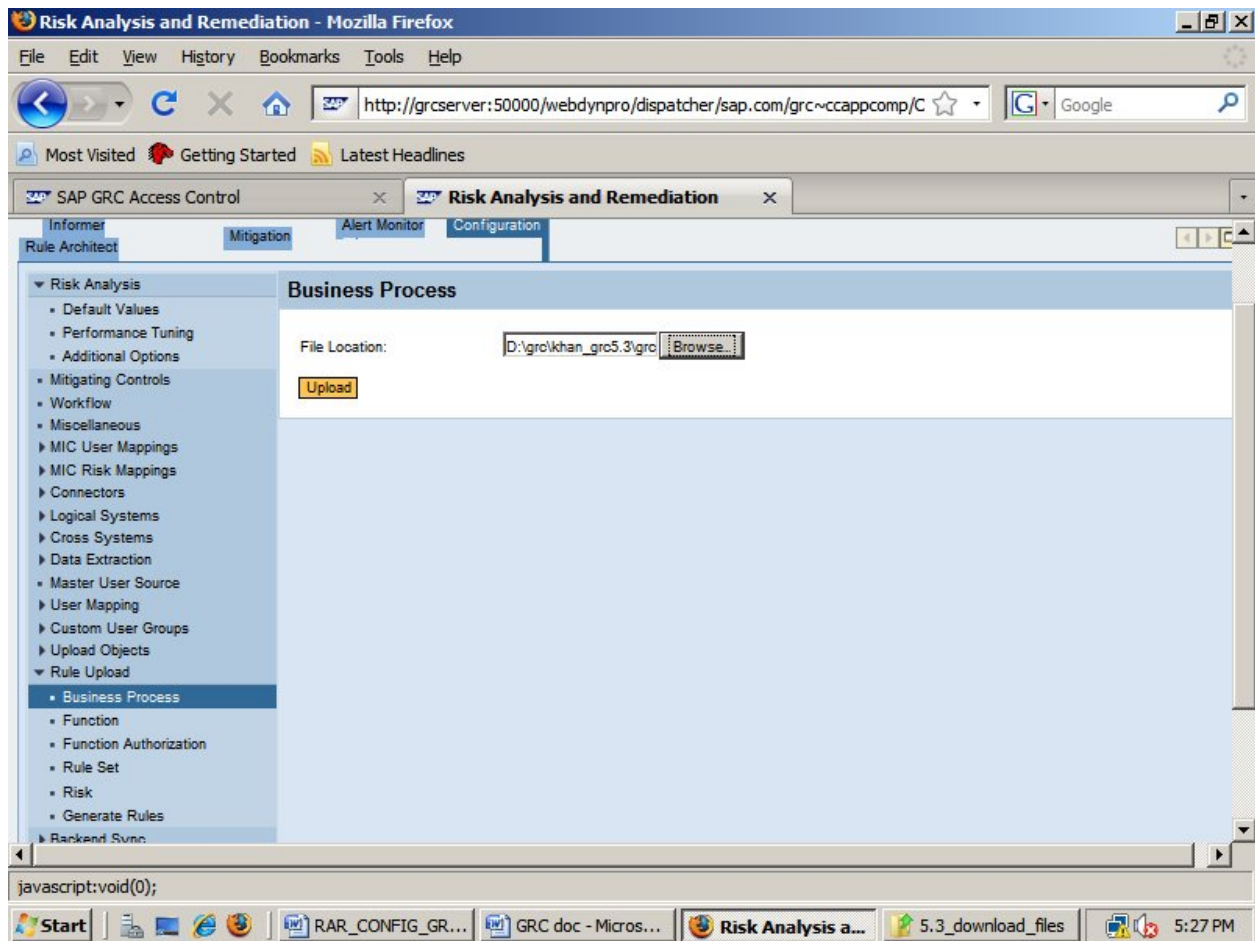 Risk Analysis and Remediation - Mozilla Firefox
File Edit View History Bookmarks Tools Help
http://grcserver:50000/webdynpro/dispatcher/sap.com/grc~ccappcomp/C
Google
Most Visited Getting Started Latest Headlines
SAP GRC Access Control
Risk Analysis and Remediation
Informer
Rule Architect
Mitigation
Alert Monitor
Configuration
Risk Analysis
Default Values
Performance Tuning
Additional Options
Mitigating Controls
Workflow
Miscellaneous
MIC User Mappings
MIC Risk Mappings
Connectors
Logical Systems
Cross Systems
Data Extraction
Master User Source
User Mapping
Custom User Groups
Upload Objects
Rule Upload
Business Process
Function
Function Authorization
Rule Set
Risk
Generate Rules
Backend Sync
Business Process
File Location: D:\grc\khan_grc5.3\grc Browse...
Upload
javascript:void(0);
Start RAR_CONFIG_GR... GRC doc - Micros... Risk Analysis a... 5.3_download_files 5:27 PM